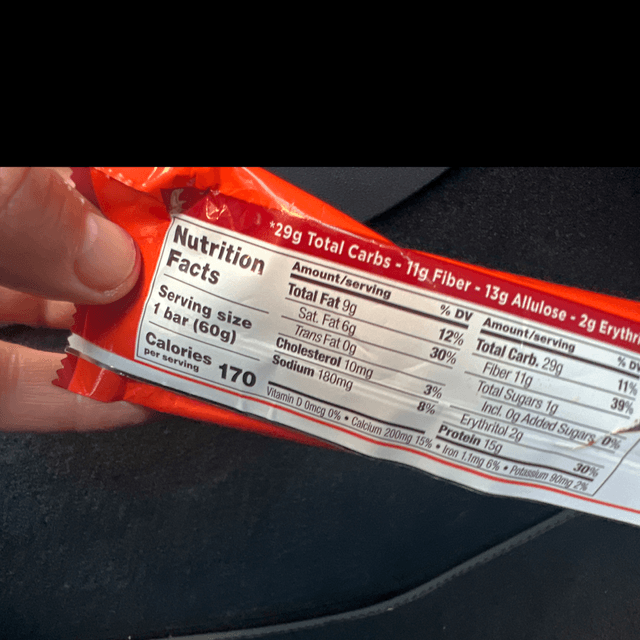 *29g Total Carbs - 11g Fiber - 13g Allulose - 2g
Nutrition
Facts
Serving size
1 bar (60g)
Calories 170
per serving
Amount/serving % DV
Total Fat 9g 12%
Sat. Fat 6g 30%
Trans Fat 0g
Cholesterol 10mg 3%
Sodium 180mg 8%
Amount/serving %
Total Carb. 29g 11%
Fiber 11g 39%
Total Sugars 1g
Incl. 0g Added Sugars 0%
Erythritol 2g
Protein 15g 30%
Vitamin D 0mcg 0% • Calcium 200mg 15% • Iron 1.1mg 6% • Potassium 90mg 2%